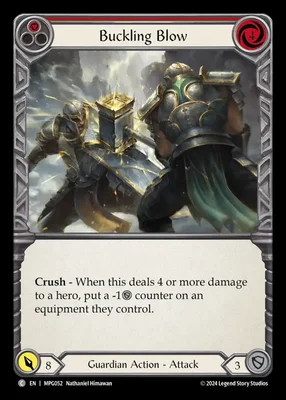 Buckling Blow
Crush - When this deals 4 or more damage
to a hero, put a -1 counter on an
equipment they control.
8
Guardian Action - Attack
3
C EN | MPG052 Nathaniel Himawan
© 2024 Legend Story Studios